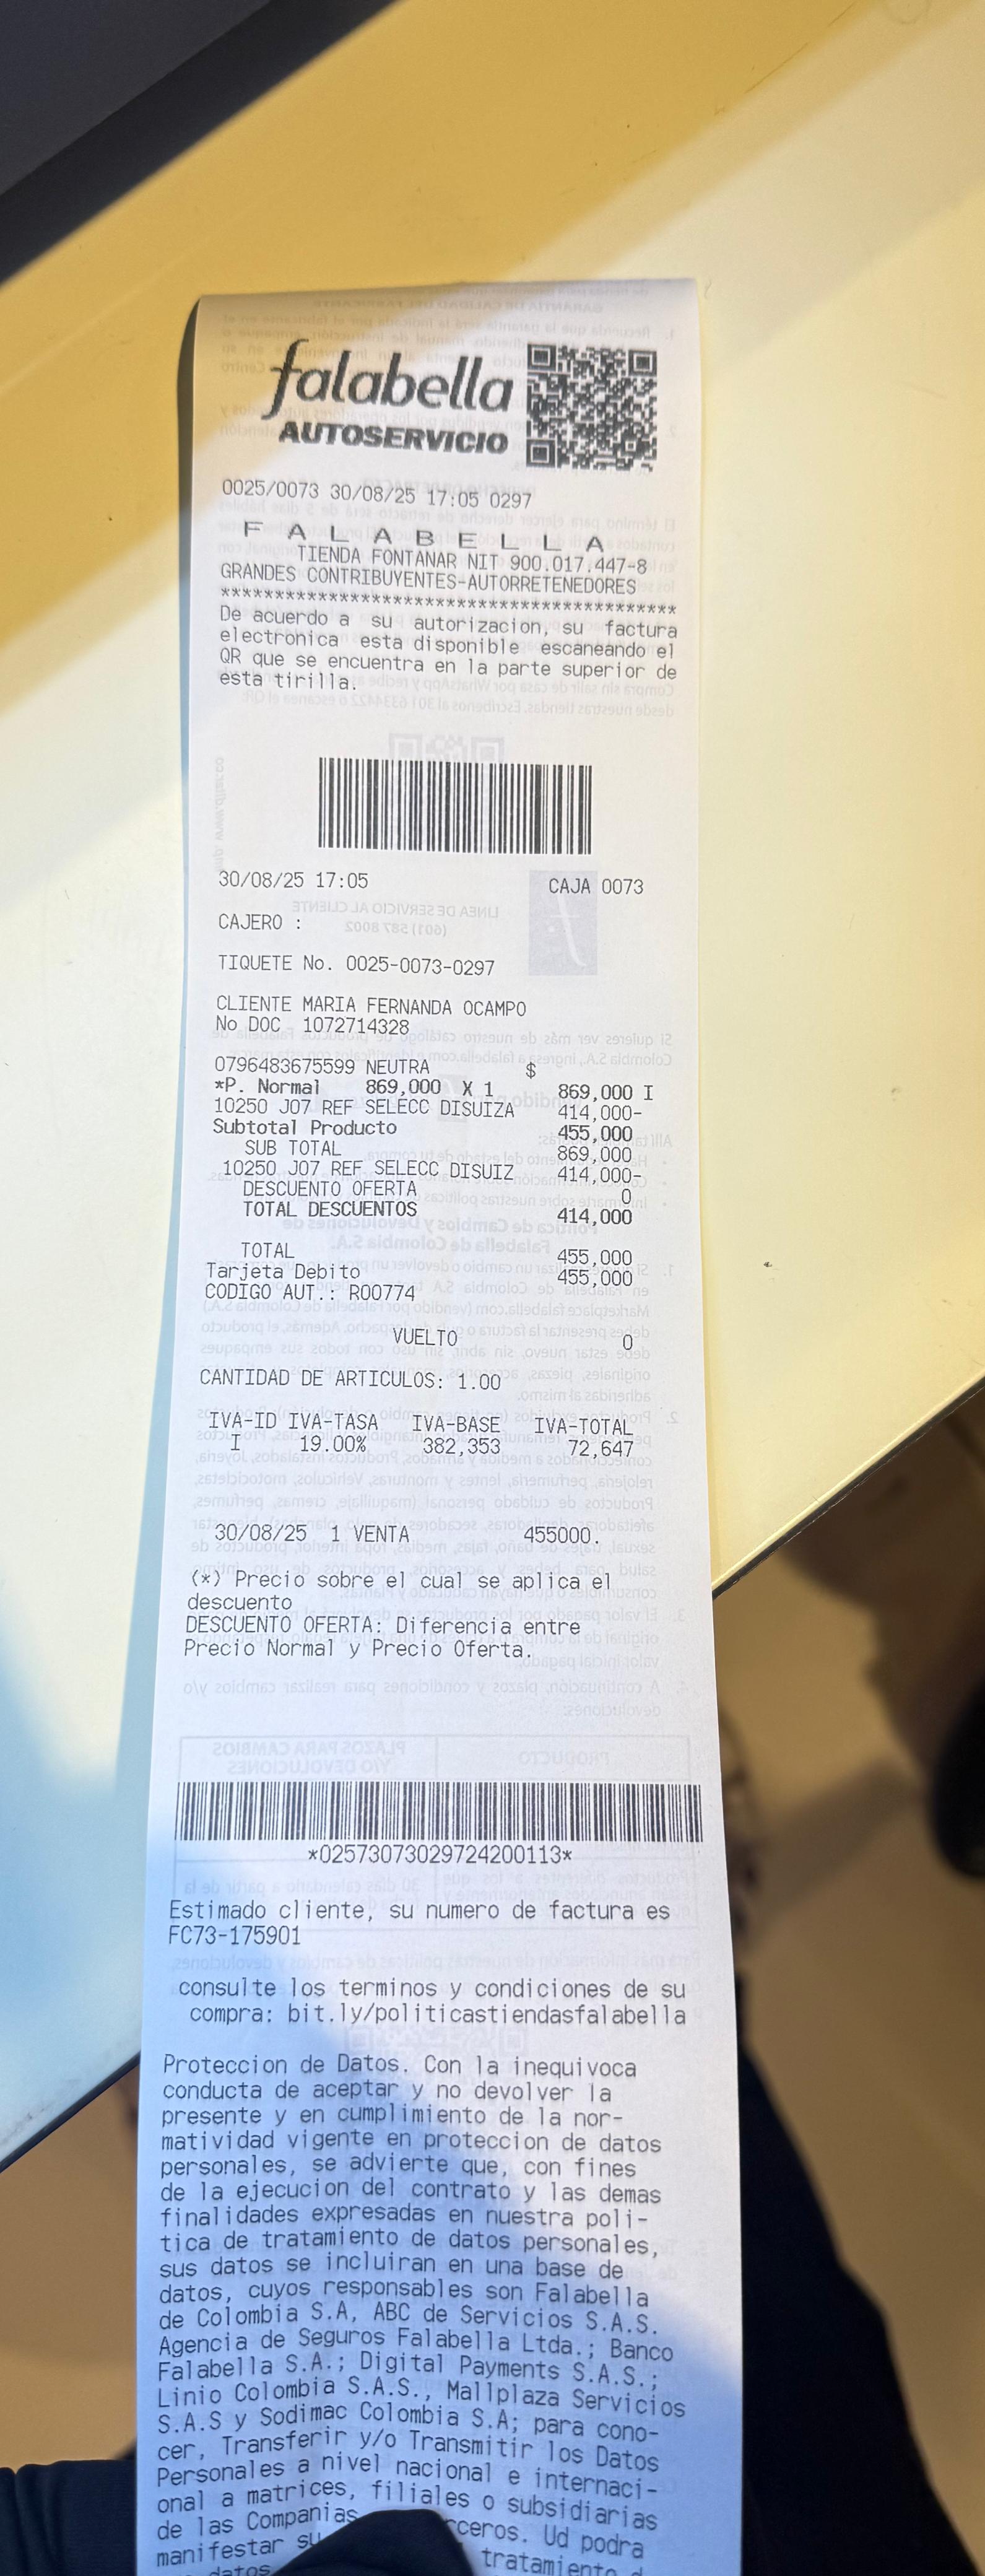 falabella
AUTOSERVICIO
0025/0073 30/08/25 17:05 0297
F A L A B E L L A
TIENDA FONTANAR NIT 900.017.447-8
GRANDES CONTRIBUYENTES-AUTORRETENEDORES
******************************************
De acuerdo a su autorizacion, su factura
electronica esta disponible escaneando el
QR que se encuentra en la parte superior de
esta tirilla.
30/08/25 17:05 CAJA 0073
CAJERO :
TIQUETE No. 0025-0073-0297
CLIENTE MARIA FERNANDA OCAMPO
No DOC 1072714328
0796483675599 NEUTRA $
*P. Normal 869,000 X 1 869,000 I
10250 J07 REF SELECC DISUIZA 414,000-
Subtotal Producto 455,000
SUB TOTAL 869,000
10250 J07 REF SELECC DISUIZ 414,000-
DESCUENTO OFERTA 0
TOTAL DESCUENTOS 414,000
TOTAL 455,000
Tarjeta Debito 455,000
CODIGO AUT.: R00774
VUELTO 0
CANTIDAD DE ARTICULOS: 1.00
IVA-ID IVA-TASA IVA-BASE IVA-TOTAL
I 19.00% 382,353 72,647
30/08/25 1 VENTA 455000.
(*) Precio sobre el cual se aplica el
descuento
DESCUENTO OFERTA: Diferencia entre
Precio Normal y Precio Oferta.
*02573073029724200113*
Estimado cliente, su numero de factura es
FC73-175901
consulte los terminos y condiciones de su
compra: bit.ly/politicastiendasfalabella
Proteccion de Datos. Con la inequivoca
conducta de aceptar y no devolver la
presente y en cumplimiento de la nor-
matividad vigente en proteccion de datos
personales, se advierte que, con fines
de la ejecucion del contrato y las demas
finalidades expresadas en nuestra poli-
tica de tratamiento de datos personales,
sus datos se incluiran en una base de
datos, cuyos responsables son Falabella
de Colombia S.A, ABC de Servicios S.A.S.
Agencia de Seguros Falabella Ltda.; Banco
Falabella S.A.; Digital Payments S.A.S.;
Linio Colombia S.A.S., Mallplaza Servicios
S.A.S y Sodimac Colombia S.A; para cono-
cer, Transferir y/o Transmitir los Datos
Personales a nivel nacional e internaci-
onal a matrices, filiales o subsidiarias
de las Companias rceros. Ud podra
manifestar su tratamiento d
datos